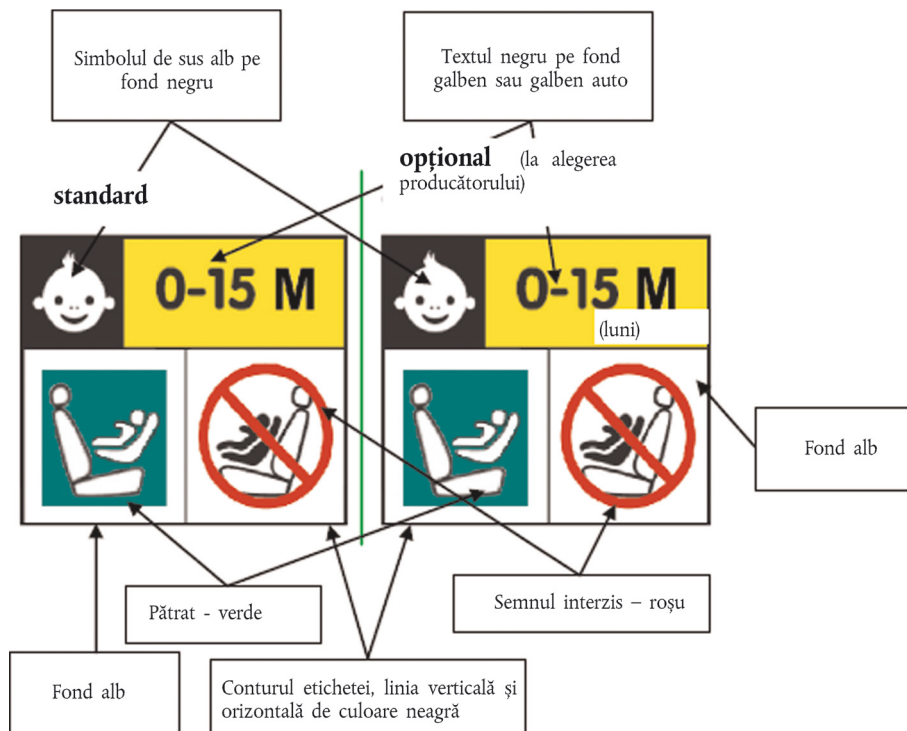 Simbolul de sus alb pe
fond negru
Textul negru pe fond
galben sau galben auto
standard
opțional (la alegerea
producătorului)
0-15 M
0-15 M
(luni)
Fond alb
Pătrat - verde
Semnul interzis – roșu
Fond alb
Conturul etichetei, linia verticală și
orizontală de culoare neagră